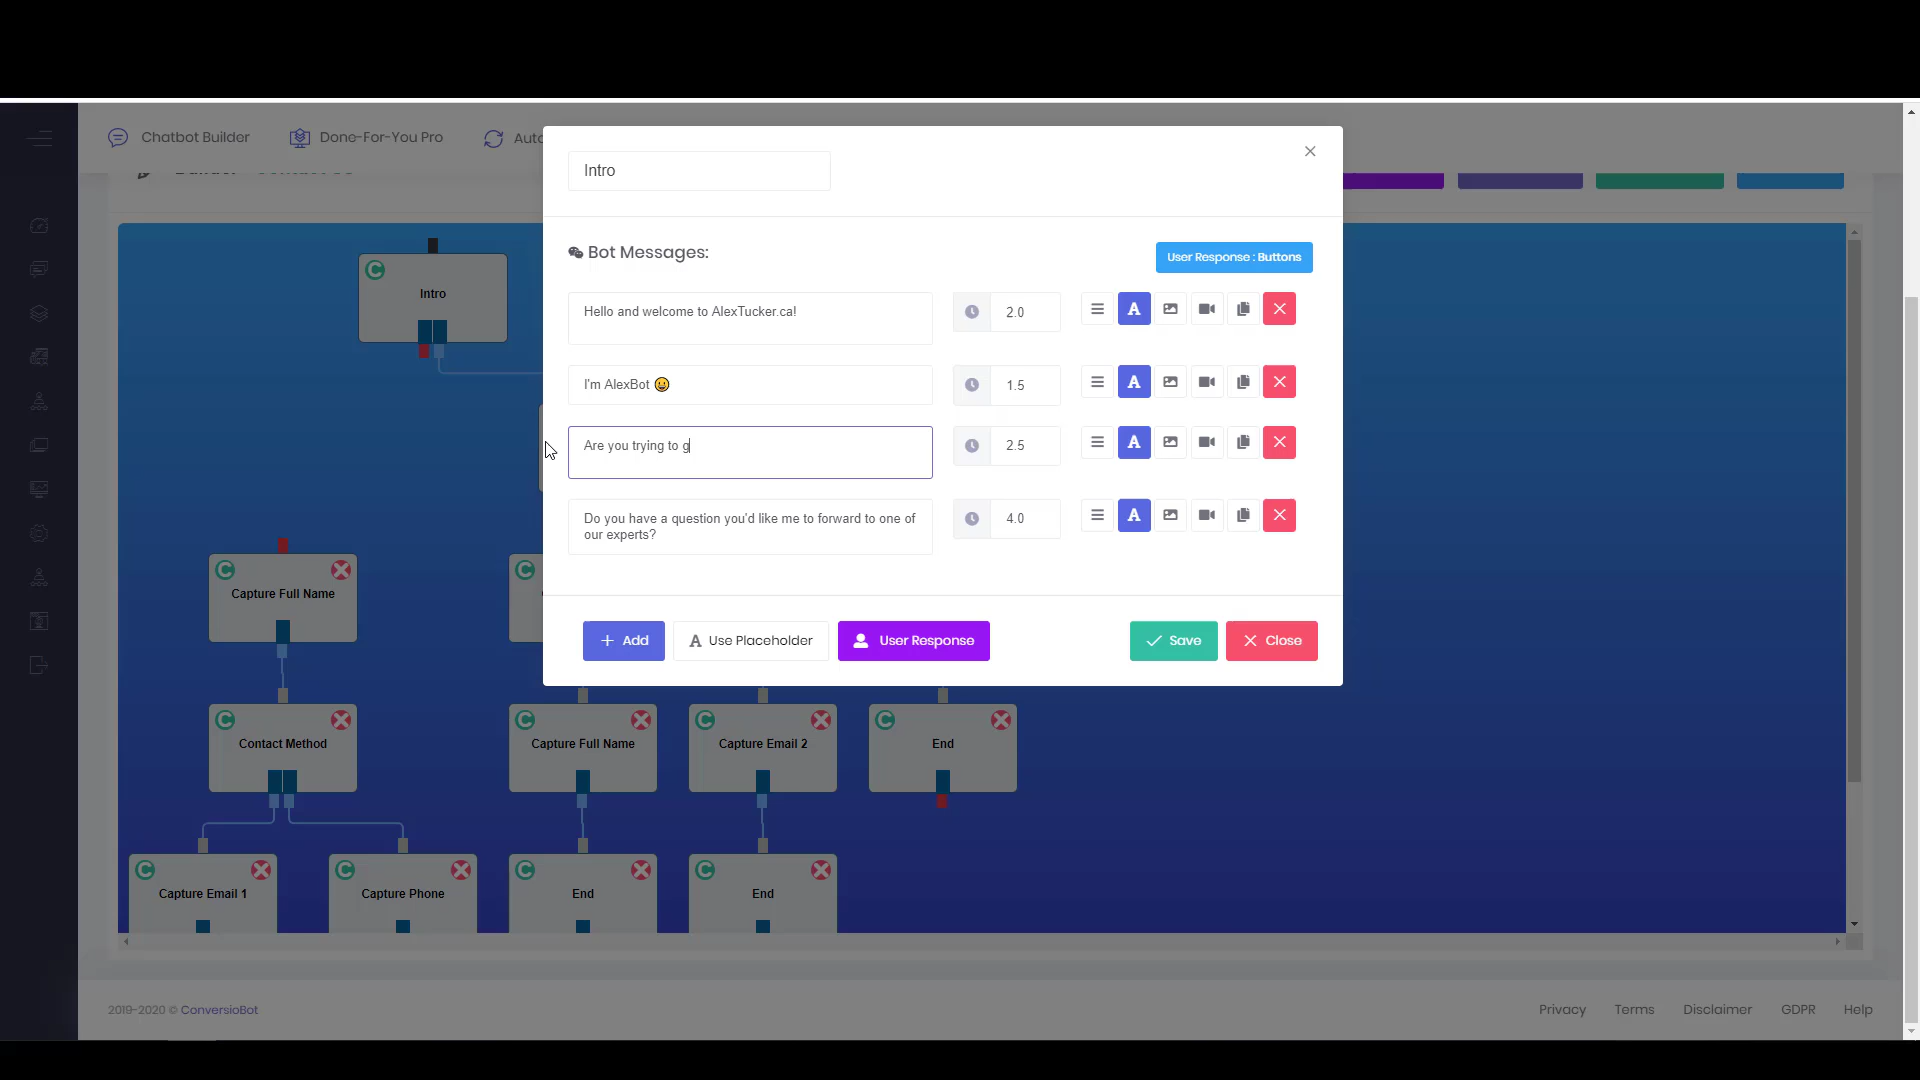 Chatbot Builder
Done-For-You Pro
Auto
Intro
Bot Messages:
User Response : Buttons
Hello and welcome to AlexTucker.ca!
2.0
I'm AlexBot 😀
1.5
Are you trying to g
2.5
Do you have a question you'd like me to forward to one of
our experts?
4.0
Add
Use Placeholder
User Response
Save
Close
Intro
Capture Full Name
Contact Method
Capture Full Name
Capture Email 2
End
Capture Email 1
Capture Phone
End
End
2019-2020 © ConversioBot
Privacy
Terms
Disclaimer
GDPR
Help